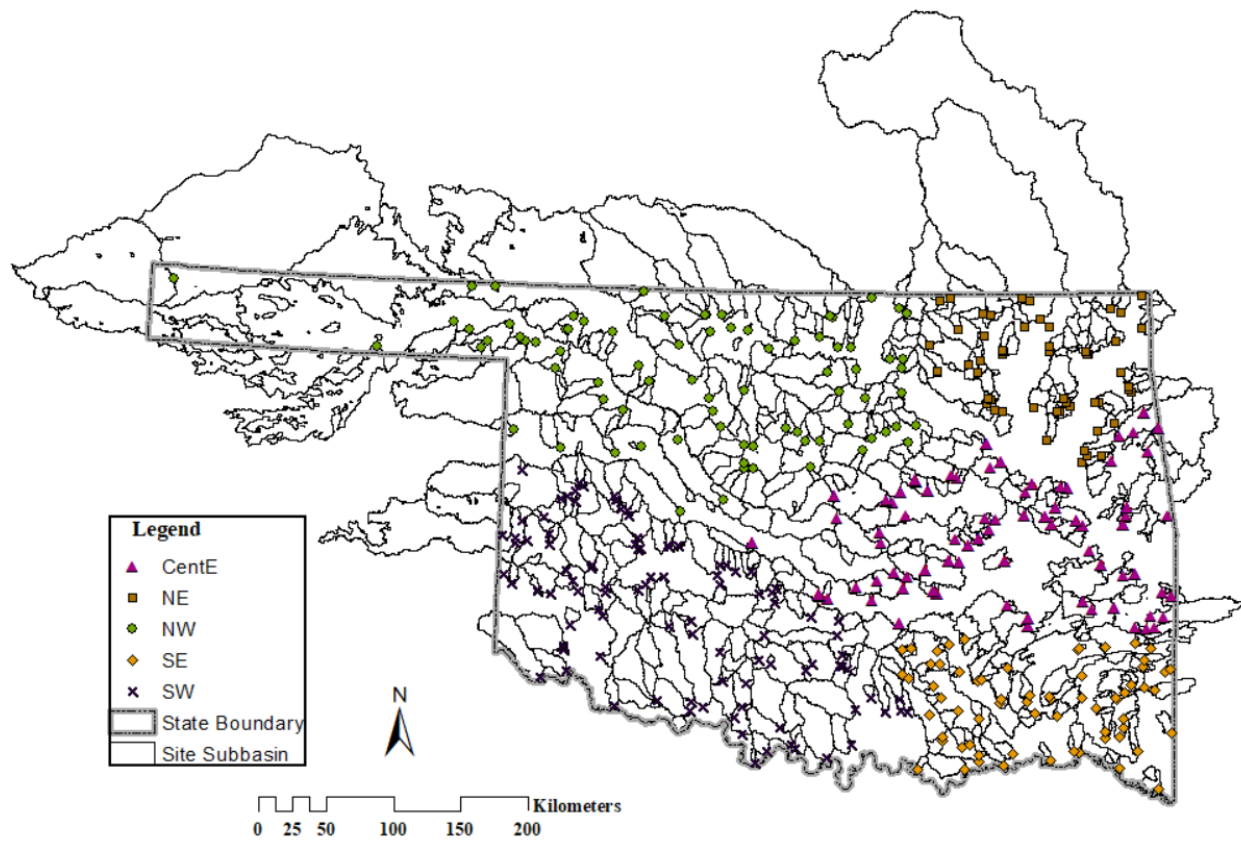 Legend
CentE
NE
NW
SE
SW
State Boundary
Site Subbasin
N
Kilometers
0 25 50 100 150 200